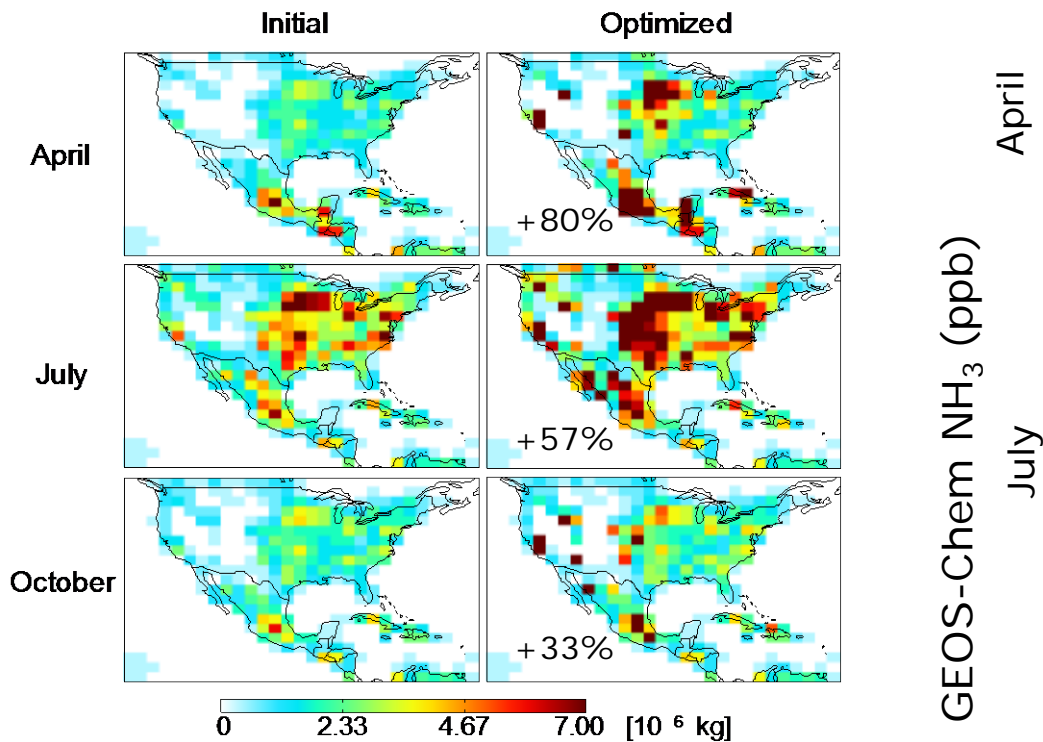 Initial
Optimized
April
+80%
July
+57%
October
+33%
0 2.33 4.67 7.00 [10 ⁶ kg]
GEOS-Chem NH₃ (ppb)
April
July